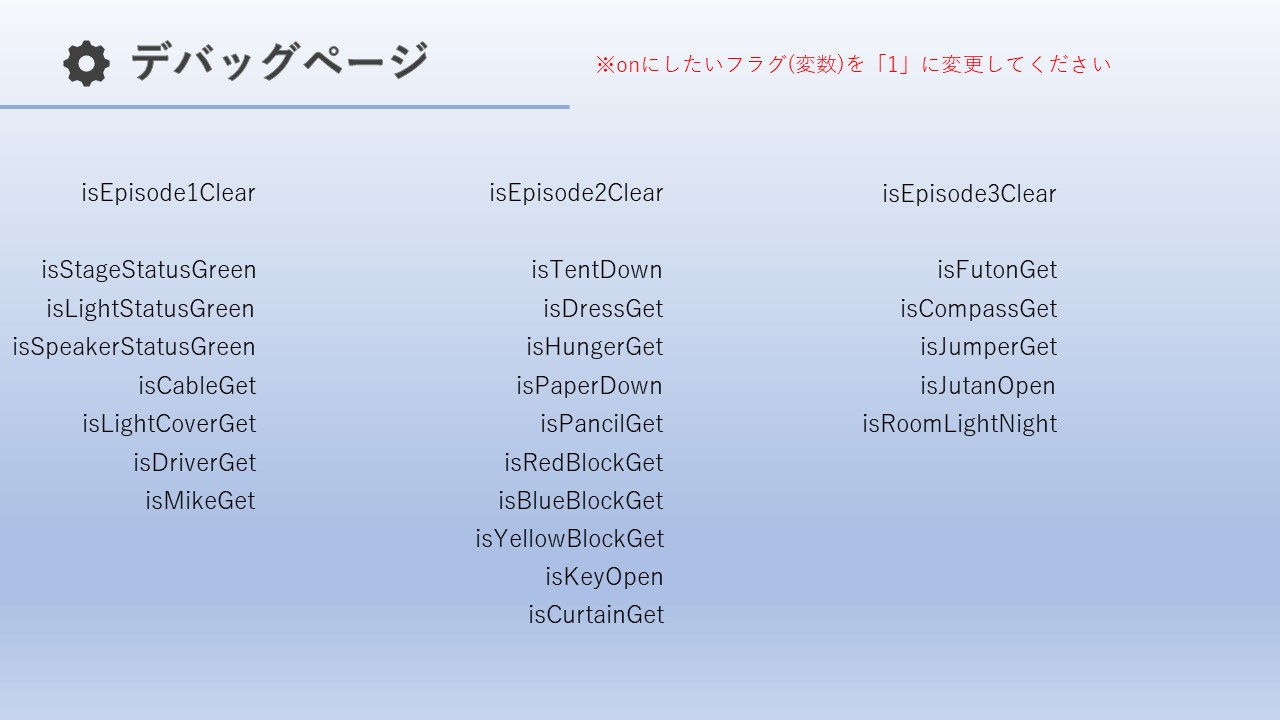 デバッグページ
※onにしたいフラグ(変数)を「1」に変更してください
isEpisode1Clear
isStageStatusGreen
isLightStatusGreen
isSpeakerStatusGreen
isCableGet
isLightCoverGet
isDriverGet
isMikeGet
isEpisode2Clear
isTentDown
isDressGet
isHungerGet
isPaperDown
isPancilGet
isRedBlockGet
isBlueBlockGet
isYellowBlockGet
isKeyOpen
isCurtainGet
isEpisode3Clear
isFutonGet
isCompassGet
isJumperGet
isJutanOpen
isRoomLightNight